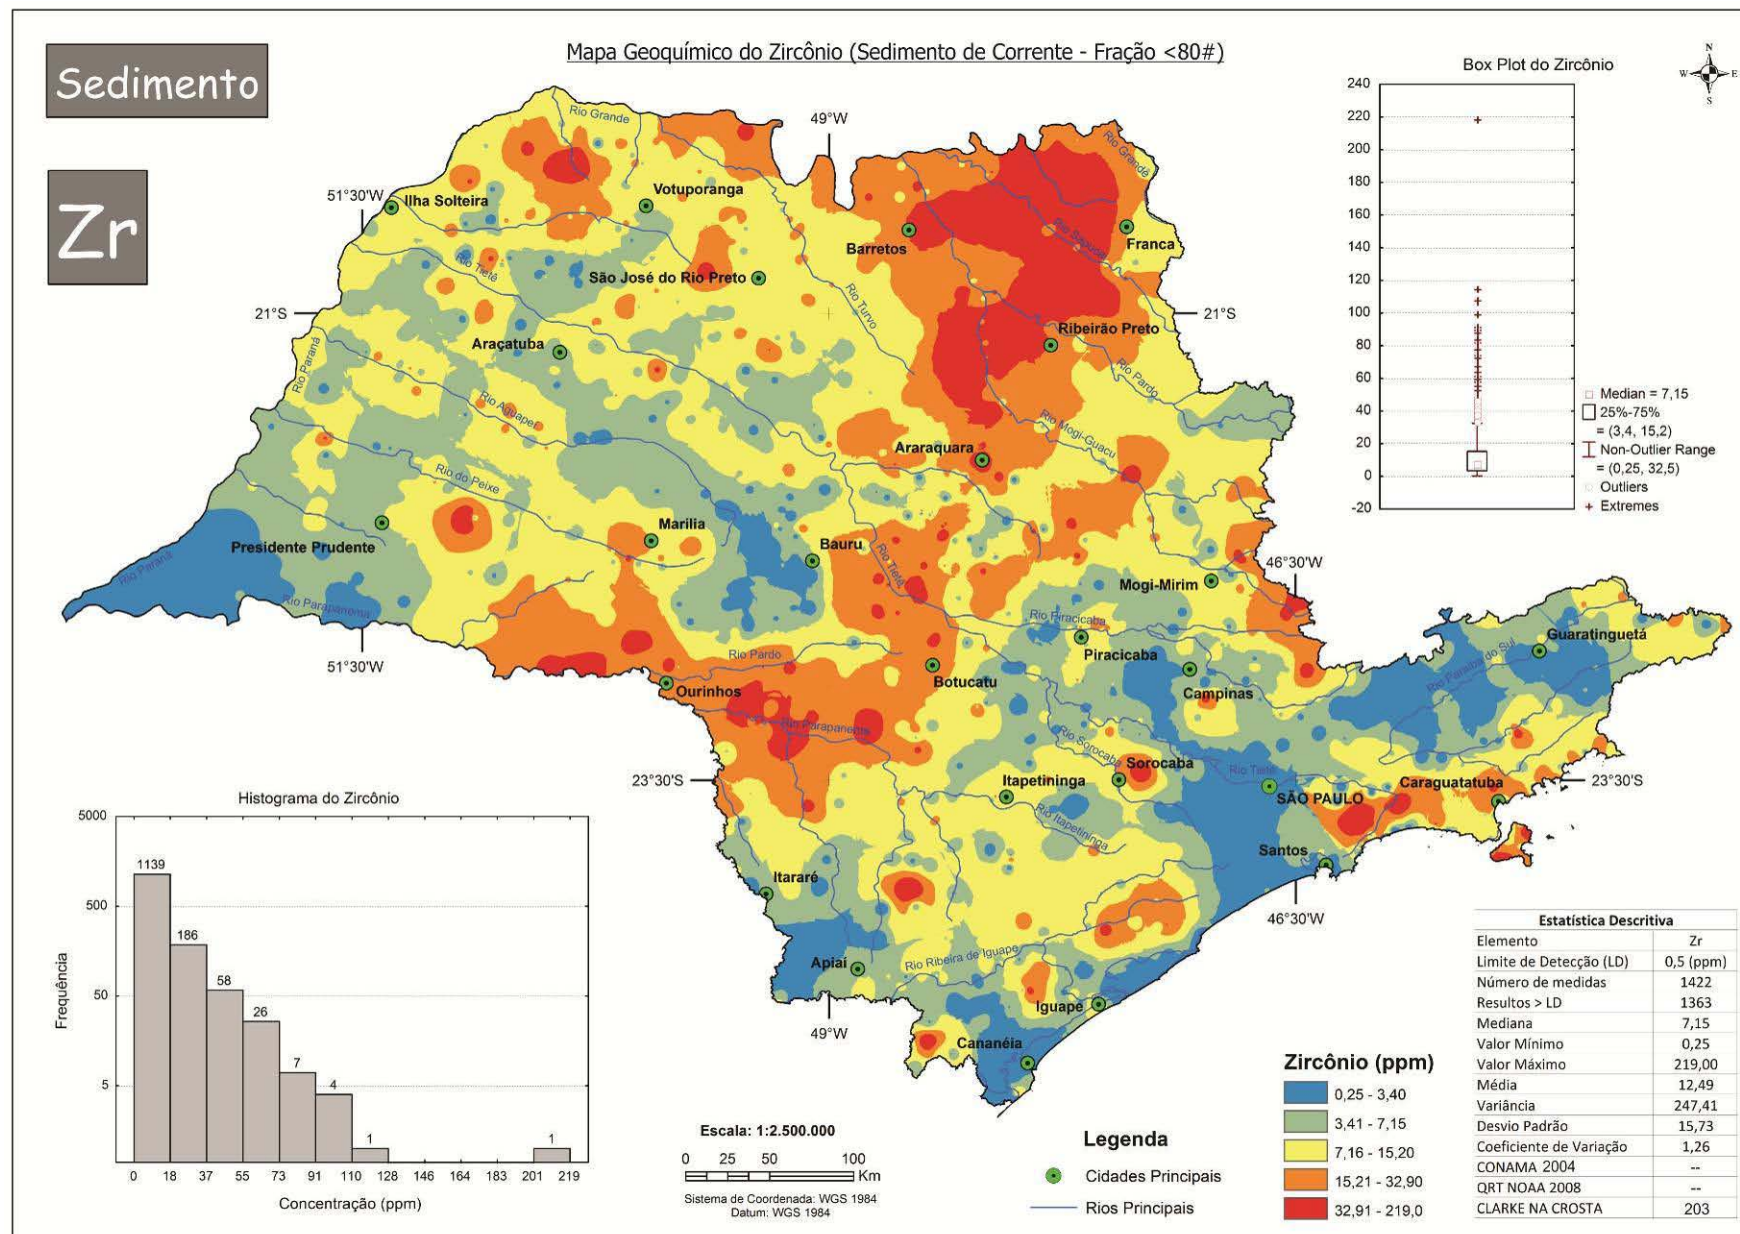 Mapa Geoquímico do Zircônio (Sedimento de Corrente - Fração <80#)
Sedimento
Zr
Box Plot do Zircônio
N
W
E
S
240
220
200
180
160
140
120
100
80
60
40
20
0
-20
Median = 7,15
25%-75%
= (3,4, 15,2)
Non-Outlier Range
= (0,25, 32,5)
Outliers
Extremes
49°W
51°30'W
21°S
21°S
46°30'W
51°30'W
23°30'S
23°30'S
46°30'W
49°W
Rio Grande
Rio Grande
Ilha Solteira
Votuporanga
Barretos
Franca
Rio Sapucaí
Rio Tietê
São José do Rio Preto
Rio Turvo
Ribeirão Preto
Araçatuba
Rio Paraná
Rio Pardo
Rio Aguapeí
Rio Mogi-Guacu
Araraquara
Rio do Peixe
Marilia
Presidente Prudente
Bauru
Rio Tietê
Rio Paraná
Rio Parapanema
Mogi-Mirim
Rio Piracicaba
Piracicaba
Guaratinguetá
Rio Paraíba do Sul
Rio Pardo
Botucatu
Campinas
Ourinhos
Rio Parapanema
Rio Sorocaba
Sorocaba
Itapetininga
Rio Tietê
Caraguatatuba
SÃO PAULO
Rio Itapetininga
Santos
Itararé
Apiaí
Rio Ribeira de Iguape
Iguape
Cananéia
Histograma do Zircônio
Frequência
5000
500
50
5
1139
186
58
26
7
4
1
1
0 18 37 55 73 91 110 128 146 164 183 201 219
Concentração (ppm)
Escala: 1:2.500.000
0 25 50 100
Km
Sistema de Coordenada: WGS 1984
Datum: WGS 1984
Legenda
Cidades Principais
Rios Principais
Zircônio (ppm)
0,25 - 3,40
3,41 - 7,15
7,16 - 15,20
15,21 - 32,90
32,91 - 219,0
Estatística Descritiva
Elemento Zr
Limite de Detecção (LD) 0,5 (ppm)
Número de medidas 1422
Resultos > LD 1363
Mediana 7,15
Valor Mínimo 0,25
Valor Máximo 219,00
Média 12,49
Variância 247,41
Desvio Padrão 15,73
Coeficiente de Variação 1,26
CONAMA 2004 --
QRT NOAA 2008 --
CLARKE NA CROSTA 203